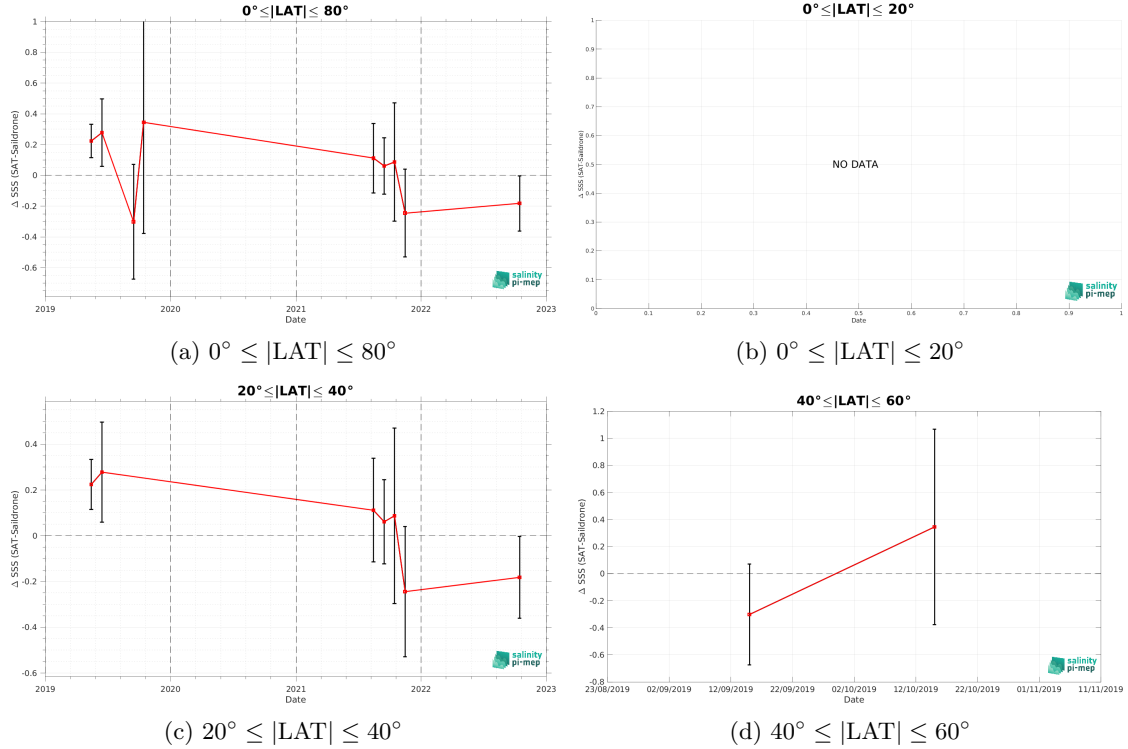 0°≤|LAT|≤ 80°
Δ SSS (SAT-Saildrone)
1
0.8
0.6
0.4
0.2
0
-0.2
-0.4
-0.6
2019 2020 2021 2022 2023
Date
salinity
pi-mep
(a) 0° ≤ |LAT| ≤ 80°
0°≤|LAT|≤ 20°
Δ SSS (SAT-Saildrone)
1
0.9
0.8
0.7
0.6
0.5
0.4
0.3
0.2
0.1
0
NO DATA
0 0.1 0.2 0.3 0.4 0.5 0.6 0.7 0.8 0.9 1
Date
salinity
pi-mep
(b) 0° ≤ |LAT| ≤ 20°
20°≤|LAT|≤ 40°
Δ SSS (SAT-Saildrone)
0.4
0.2
0
-0.2
-0.4
-0.6
2019 2020 2021 2022 2023
Date
salinity
pi-mep
(c) 20° ≤ |LAT| ≤ 40°
40°≤|LAT|≤ 60°
Δ SSS (SAT-Saildrone)
1.2
1
0.8
0.6
0.4
0.2
0
-0.2
-0.4
-0.6
-0.8
23/08/2019 02/09/2019 12/09/2019 22/09/2019 02/10/2019 12/10/2019 22/10/2019 01/11/2019 11/11/2019
Date
salinity
pi-mep
(d) 40° ≤ |LAT| ≤ 60°